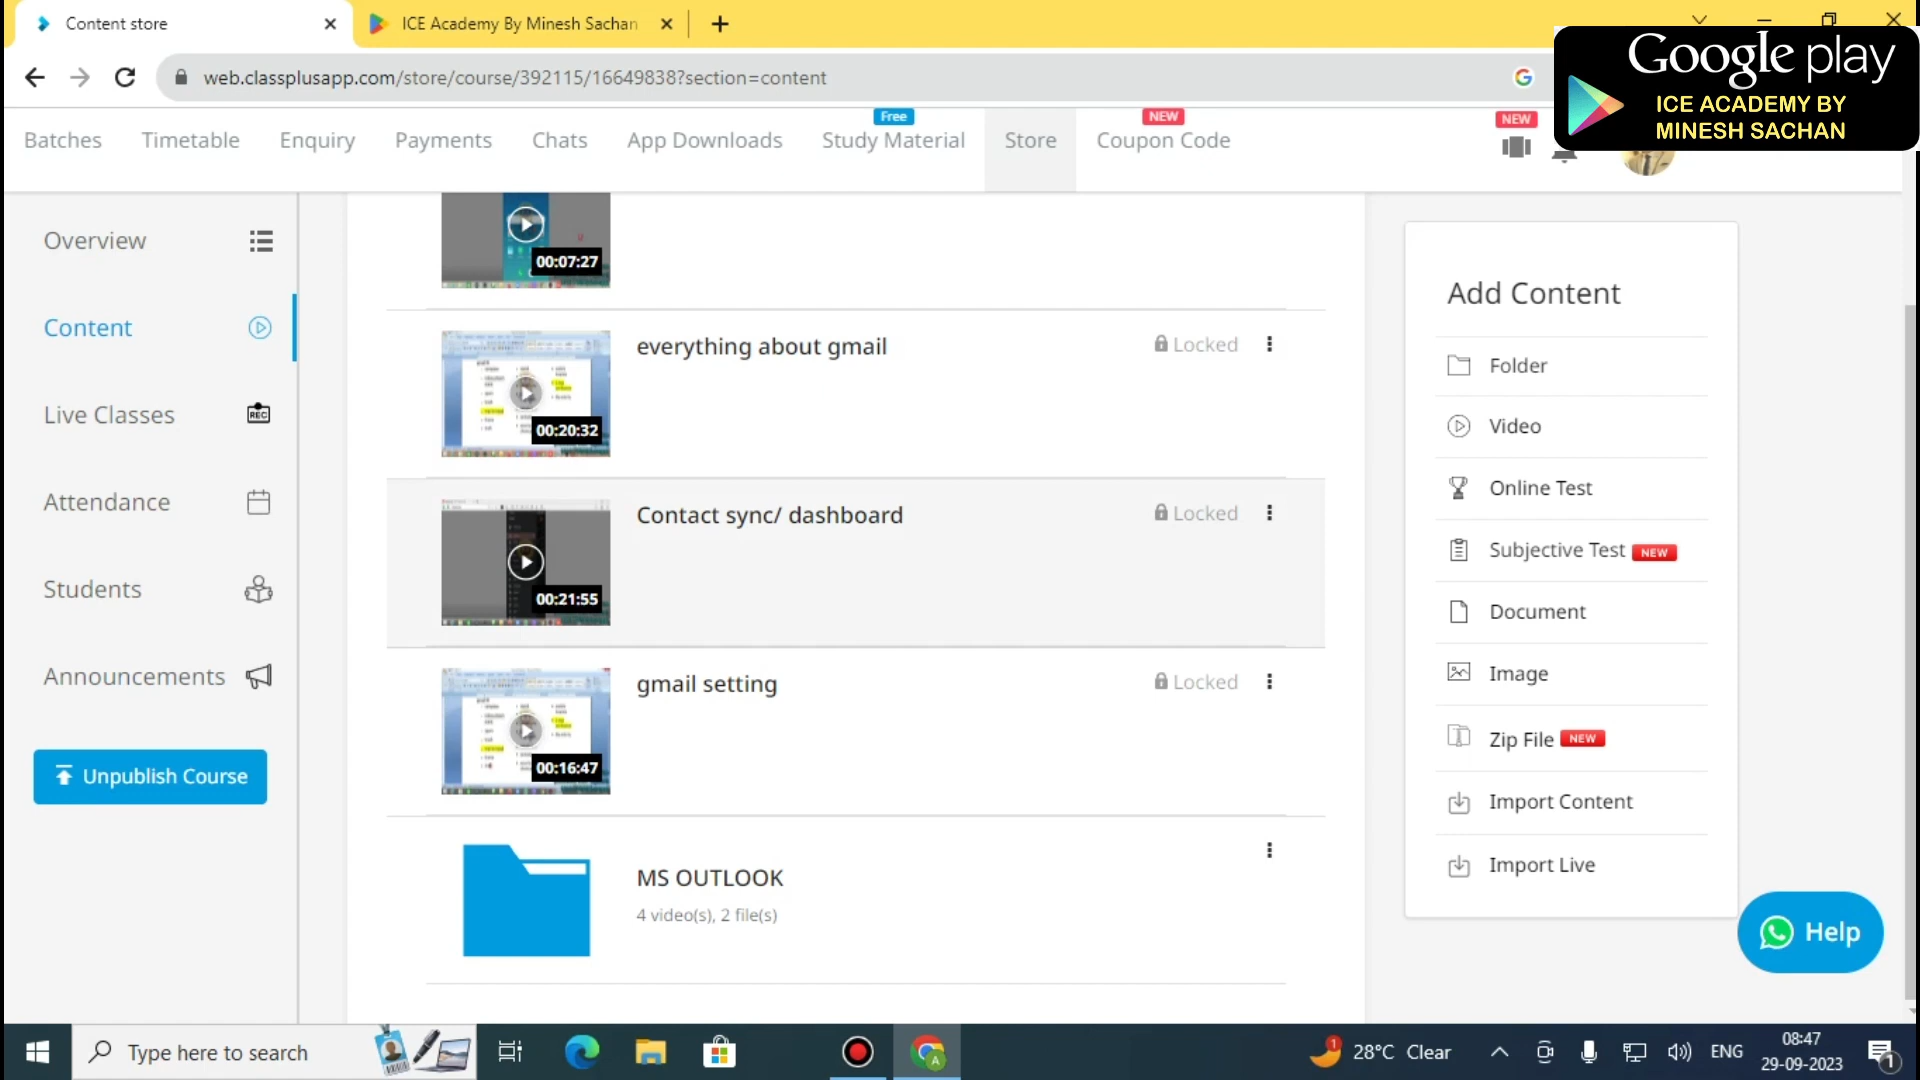 Content store
ICE Academy By Minesh Sachan
web.classplusapp.com/store/course/392115/16649838?section=content
Google play
ICE ACADEMY BY
MINESH SACHAN
Batches
Timetable
Enquiry
Payments
Chats
App Downloads
Free
Study Material
Store
NEW
Coupon Code
NEW
Overview
Content
Live Classes
REC
Attendance
Students
Announcements
Unpublish Course
00:07:27
everything about gmail
Locked
00:20:32
Contact sync/ dashboard
Locked
00:21:55
gmail setting
Locked
00:16:47
MS OUTLOOK
4 video(s), 2 file(s)
Add Content
Folder
Video
Online Test
Subjective Test NEW
Document
Image
Zip File NEW
Import Content
Import Live
Help
Type here to search
A
1
28°C Clear
ENG
08:47
29-09-2023
1